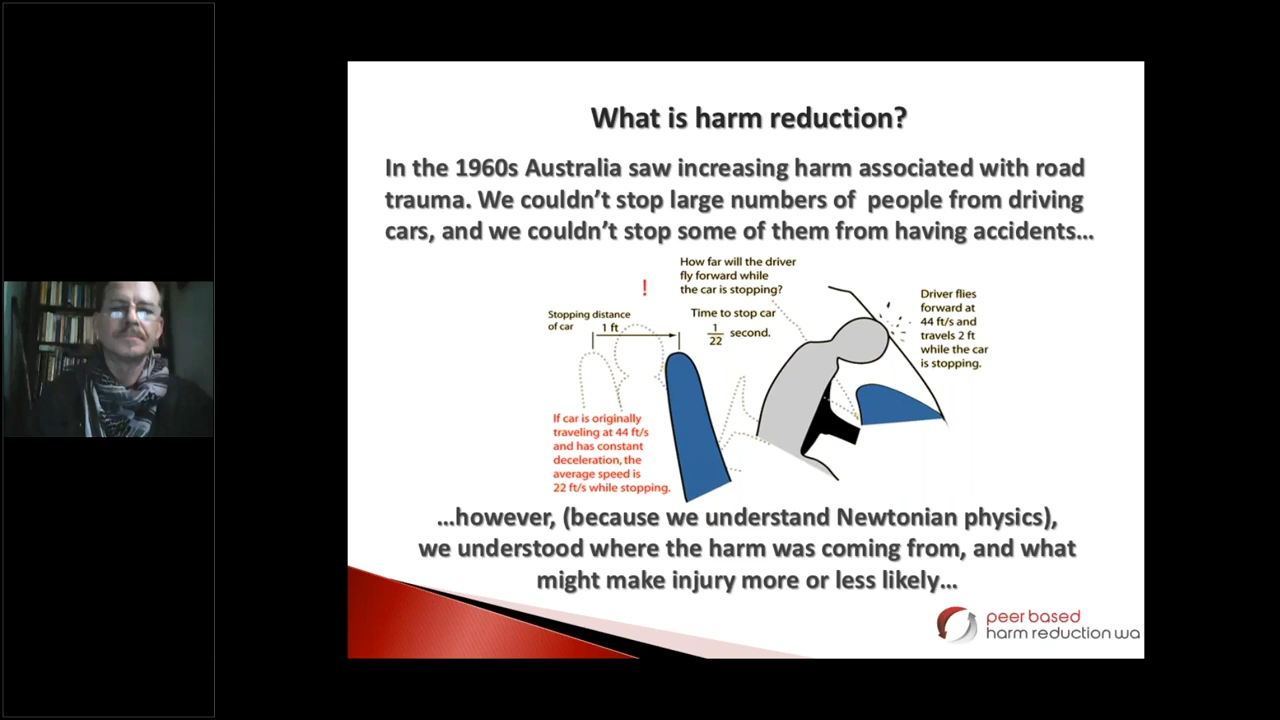 What is harm reduction?
In the 1960s Australia saw increasing harm associated with road
trauma. We couldn’t stop large numbers of  people from driving
cars, and we couldn’t stop some of them from having accidents…
How far will the driver
fly forward while
the car is stopping?
!
Stopping distance
of car
1 ft
Time to stop car
1
22
second.
Driver flies
forward at
44 ft/s and
travels 2 ft
while the car
is stopping.
If car is originally
traveling at 44 ft/s
and has constant
deceleration, the
average speed is
22 ft/s while stopping.
…however, (because we understand Newtonian physics),
we understood where the harm was coming from, and what
might make injury more or less likely…
peer based
harm reduction wa